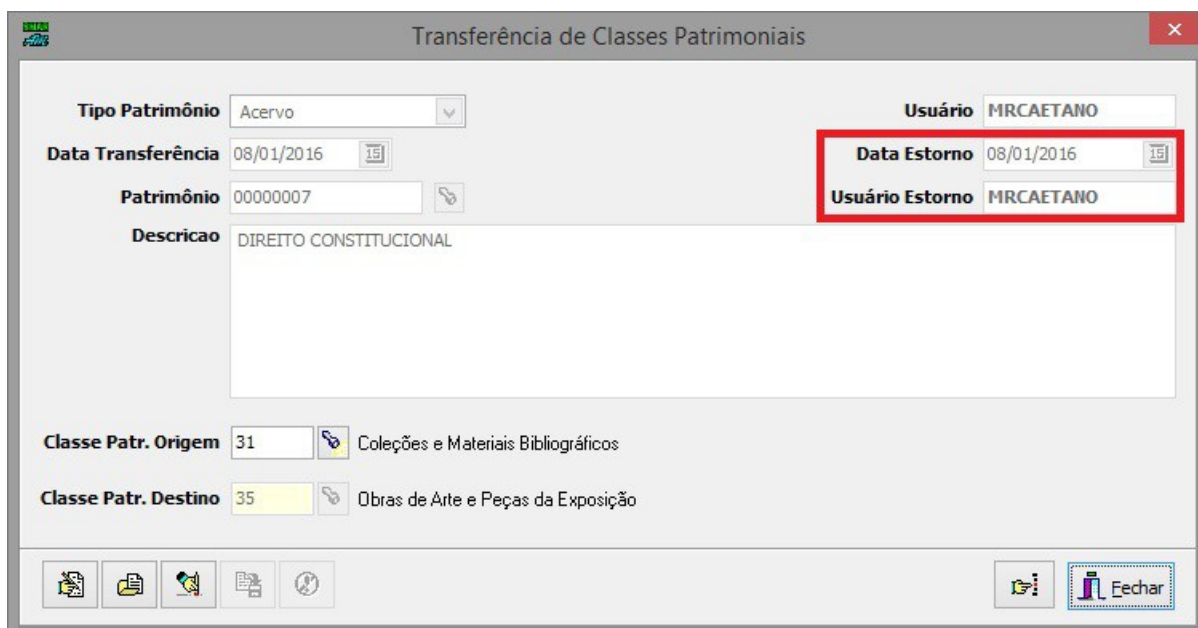 Transferência de Classes Patrimoniais
Tipo Patrimônio Acervo Usuário MRCAETANO
Data Transferência 08/01/2016 15 Data Estorno 08/01/2016 15
Patrimônio 00000007 Usuário Estorno MRCAETANO
Descricao DIREITO CONSTITUCIONAL
Classe Patr. Origem 31 Coleções e Materiais Bibliográficos
Classe Patr. Destino 35 Obras de Arte e Peças da Exposição
Fechar